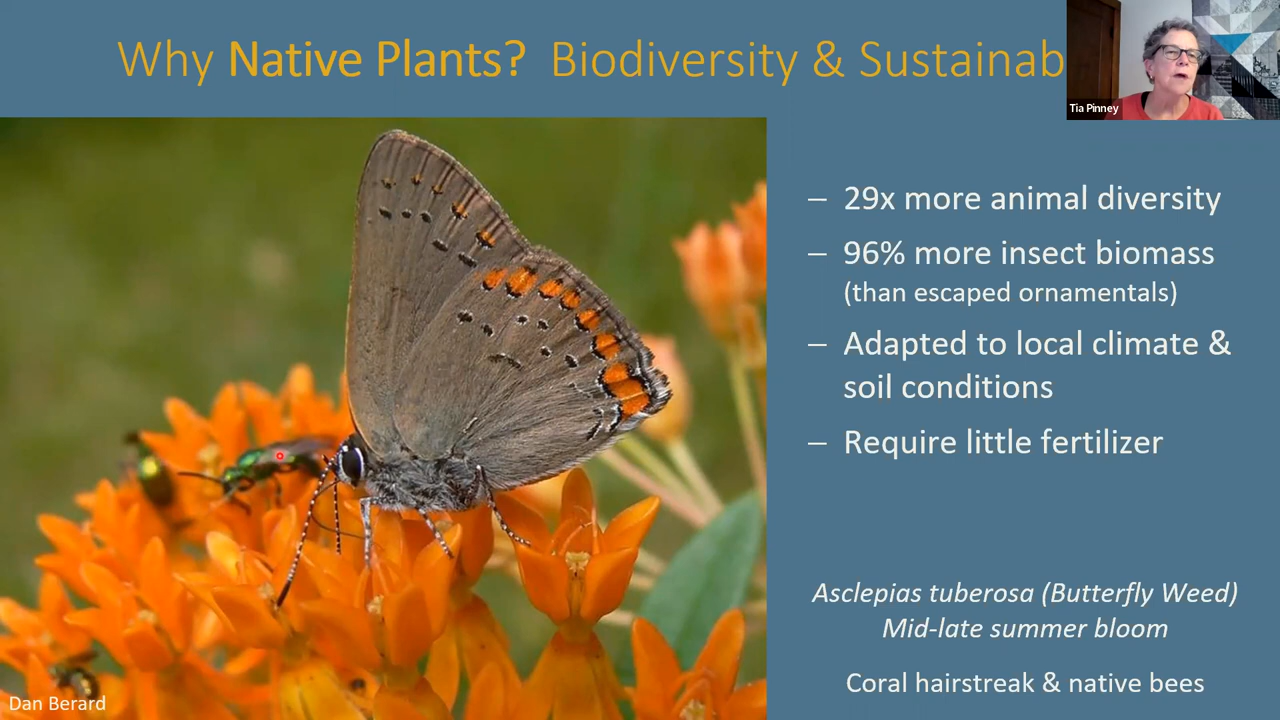 Why Native Plants? Biodiversity & Sustainab
Tia Pinney
– 29x more animal diversity
– 96% more insect biomass
(than escaped ornamentals)
– Adapted to local climate &
soil conditions
– Require little fertilizer
Asclepias tuberosa (Butterfly Weed)
Mid-late summer bloom
Coral hairstreak & native bees
Dan Berard